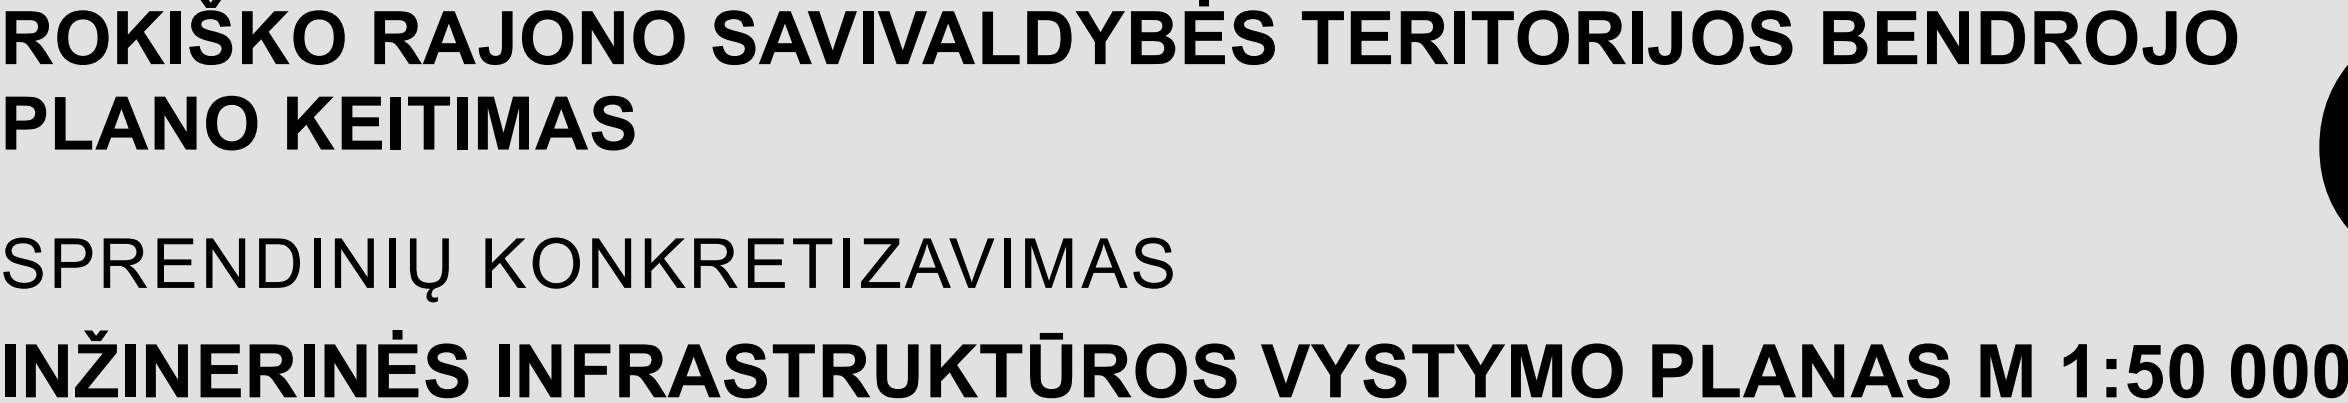 ROKIŠKO RAJONO SAVIVALDYBĖS TERITORIJOS BENDROJO
PLANO KEITIMAS
SPRENDINIŲ KONKRETIZAVIMAS
INŽINERINĖS INFRASTRUKTŪROS VYSTYMO PLANAS M 1:50 000